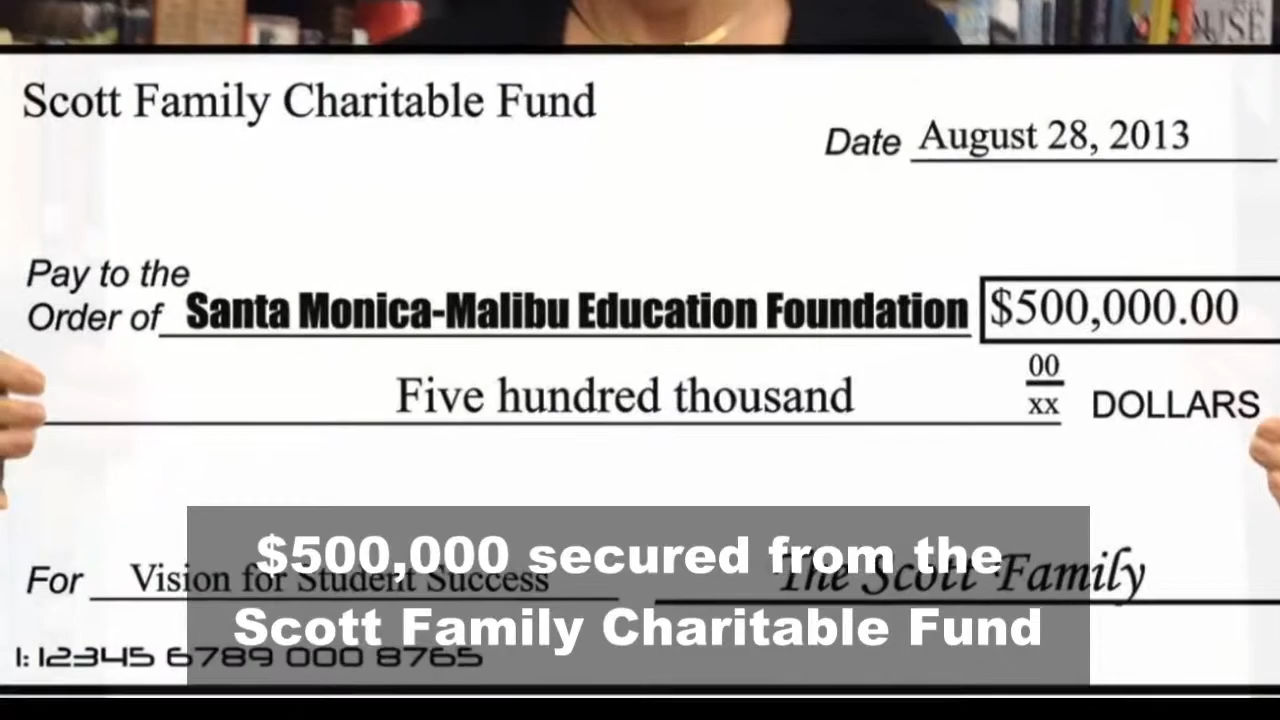 USE
Scott Family Charitable Fund
Date August 28, 2013
Pay to the
Order of Santa Monica-Malibu Education Foundation $500,000.00
Five hundred thousand 00/xx DOLLARS
For Vision for Student Success The Scott Family
$500,000 secured from the
Scott Family Charitable Fund
I: 12345 6789 000 8765